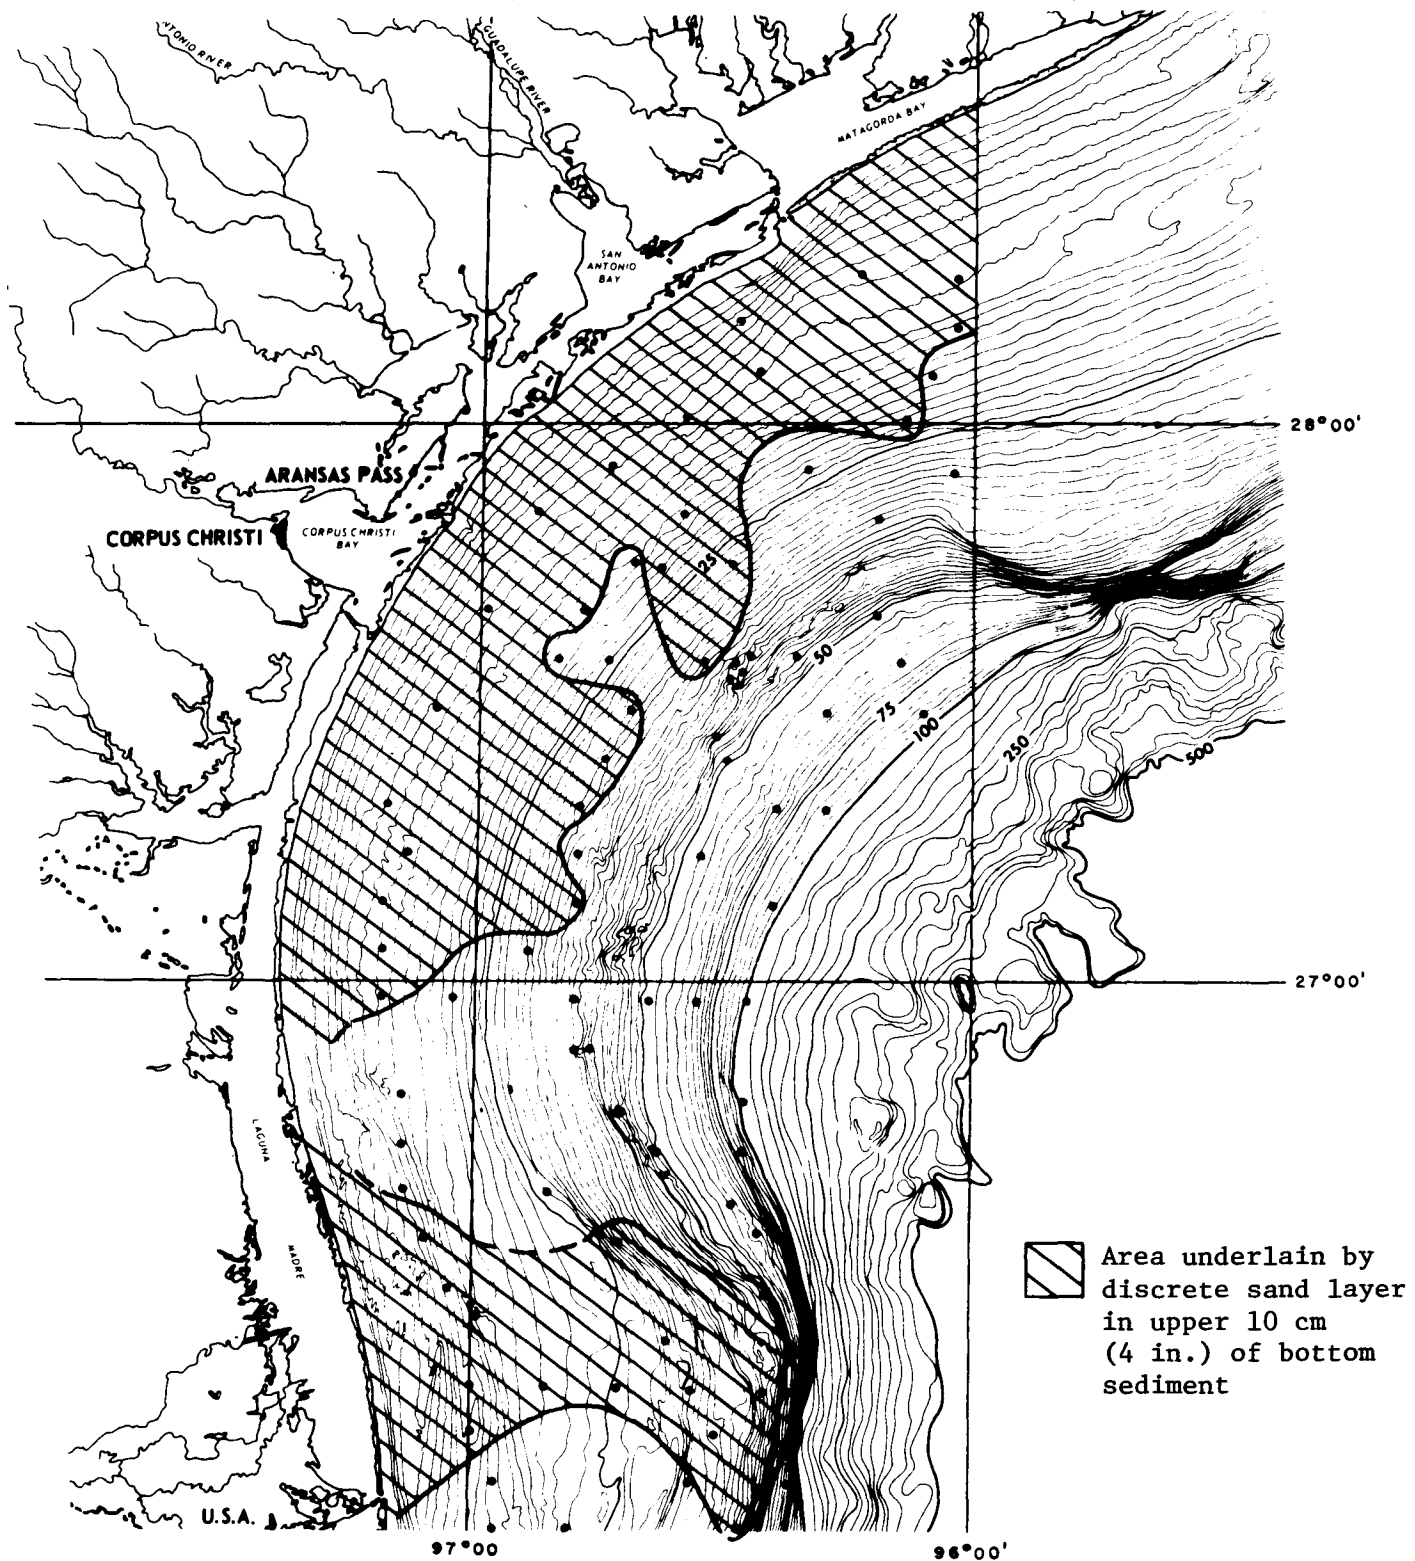 NTONIO RIVER
GUADALUPE RIVER
MATAGORDA BAY
SAN
ANTONIO
BAY
28°00'
ARANSAS PASS
CORPUS CHRISTI
CORPUS CHRISTI
BAY
25
50
75
100
250
500
27°00'
LAGUNA
MADRE
Area underlain by
discrete sand layer
in upper 10 cm
(4 in.) of bottom
sediment
U.S.A.
97°00
96°00'